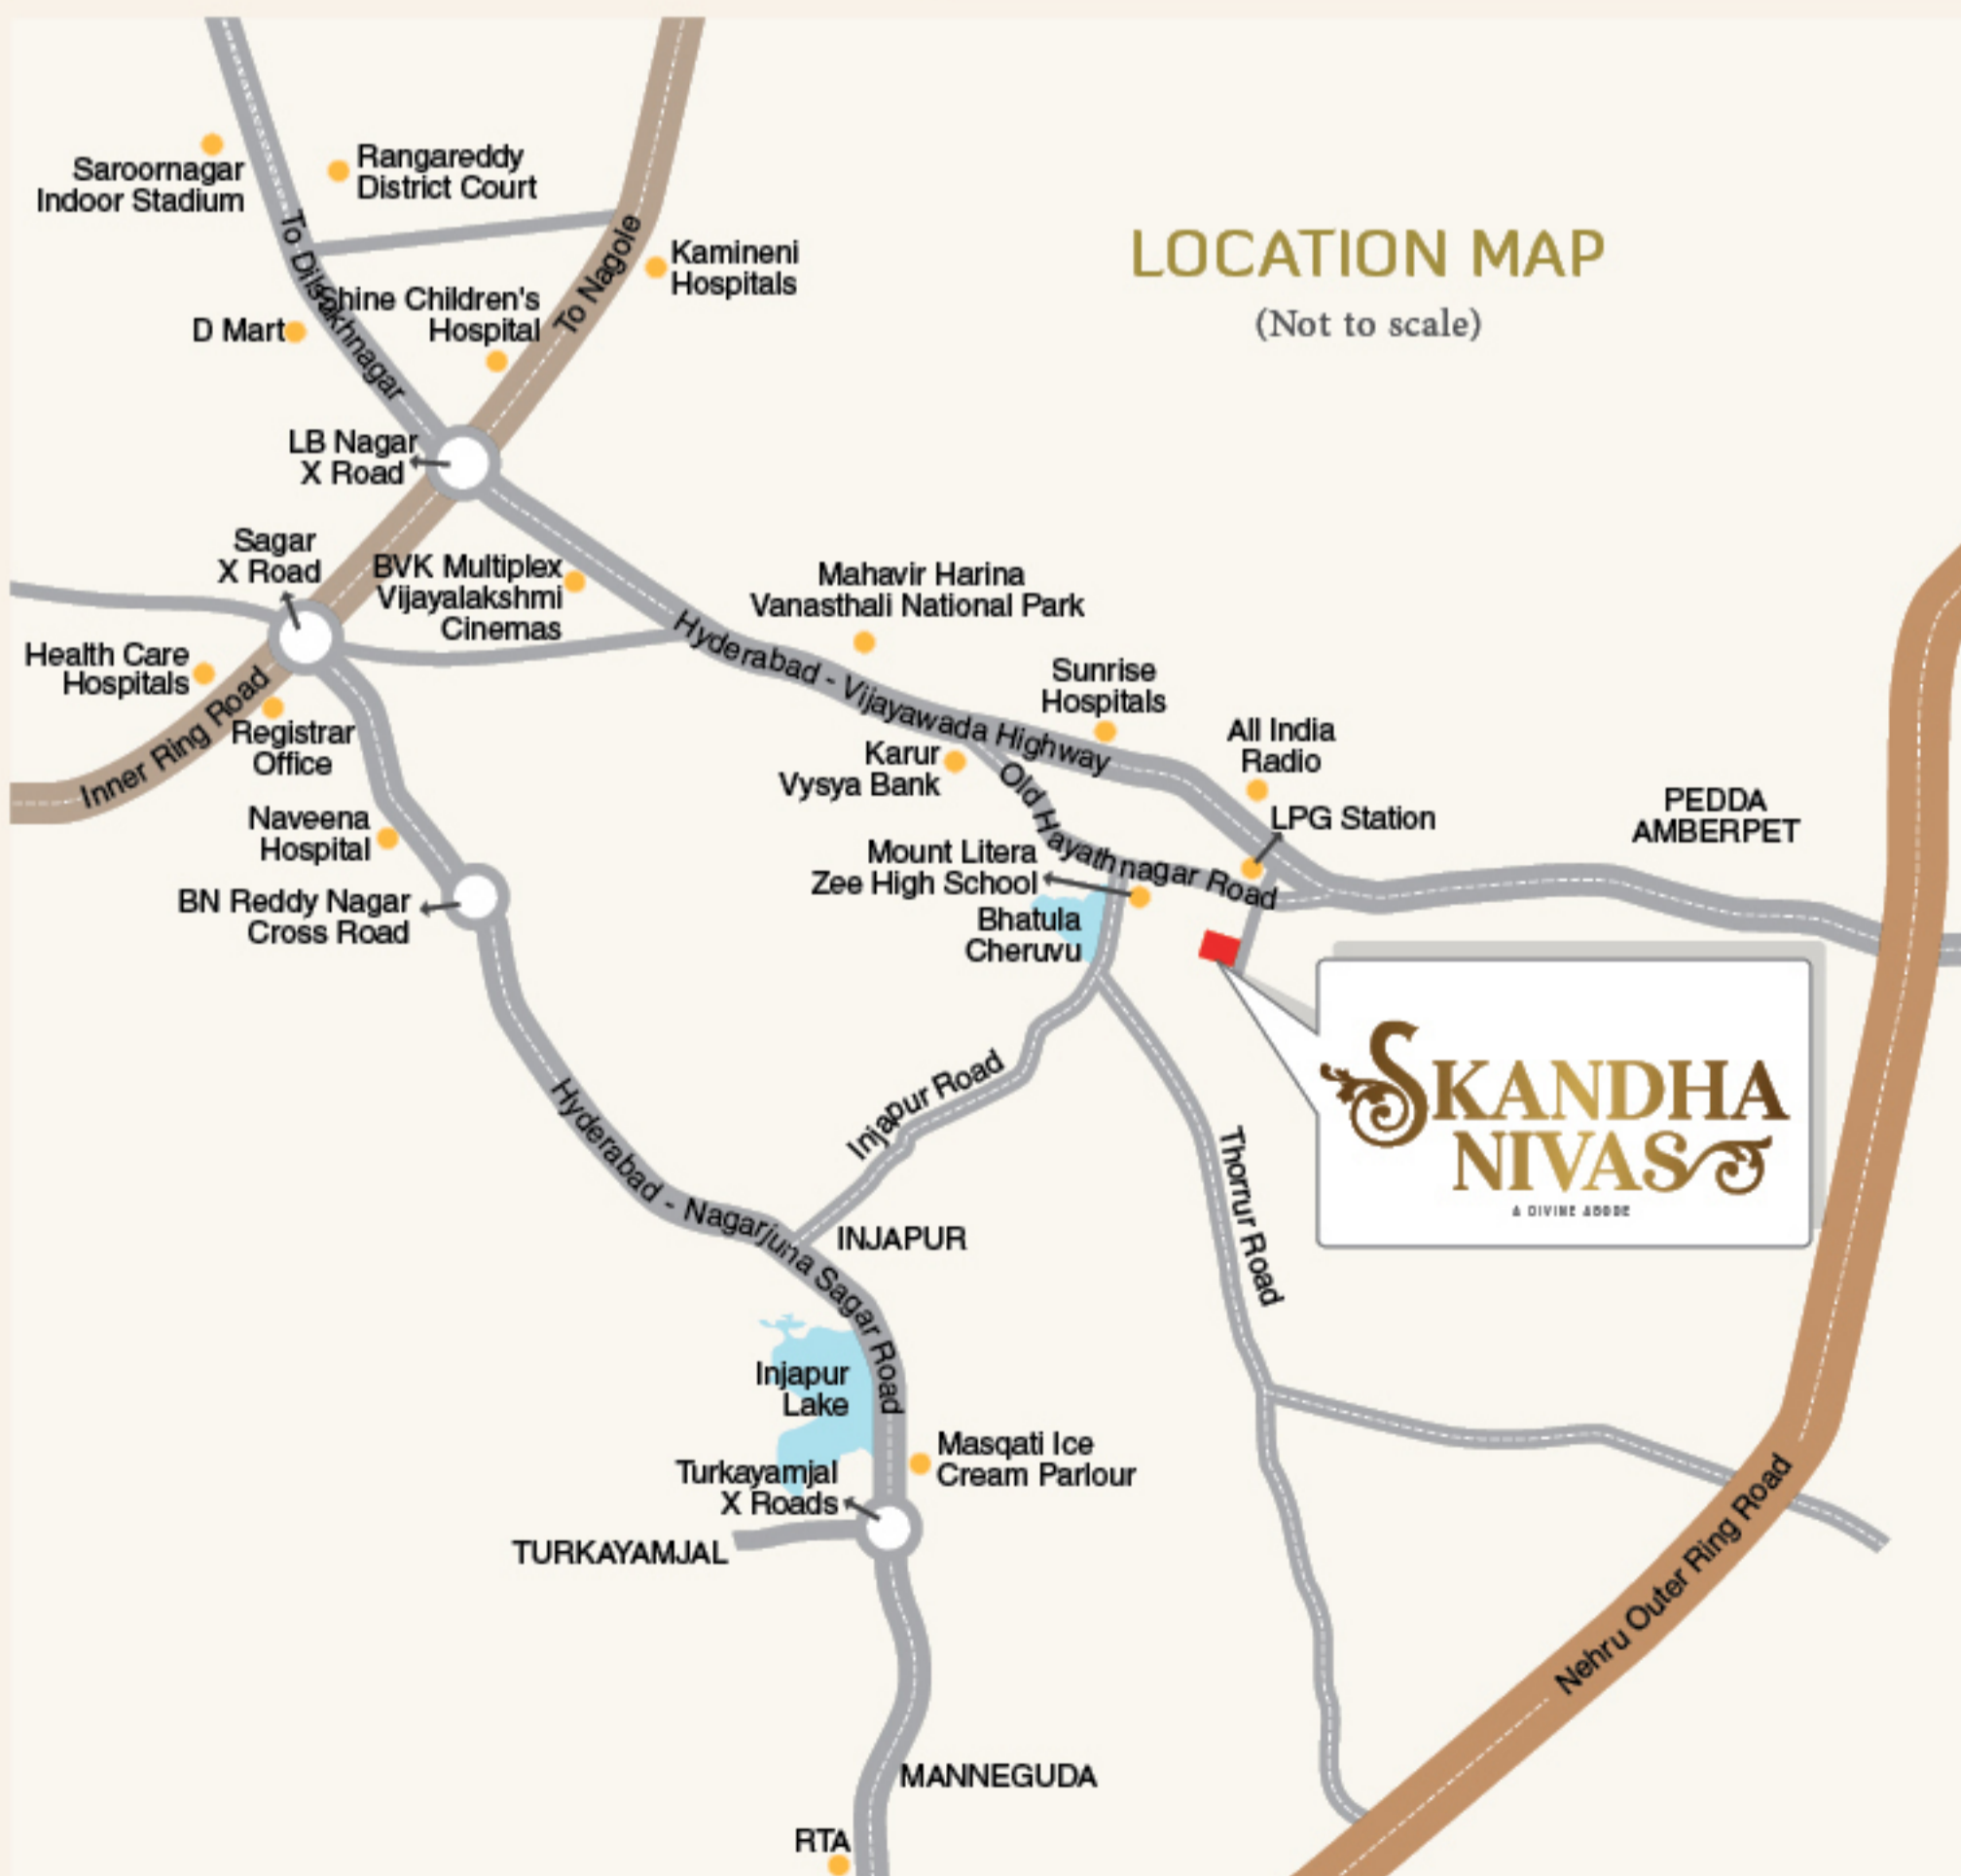 Saroornagar
Indoor Stadium
Rangareddy
District Court
To Dilsukhnagar
To Nagole
Kamineni
Hospitals
LOCATION MAP
(Not to scale)
Children's
Hospital
D Mart
LB Nagar
X Road
Sagar
X Road
BVK Multiplex
Vijayalakshmi
Cinemas
Mahavir Harina
Vanasthali National Park
Health Care
Hospitals
Inner Ring Road
Registrar
Office
Hyderabad - Vijayawada Highway
Sunrise
Hospitals
Karur
Vysya Bank
Old Hayathnagar Road
All India
Radio
LPG Station
PEDDA
AMBERPET
Naveena
Hospital
Mount Litera
Zee High School
BN Reddy Nagar
Cross Road
Bhatula
Cheruvu
SKANDHA
NIVAS
A DIVINE ABODE
Injapur Road
Thorrur Road
Hyderabad - Nagarjuna Sagar Road
INJAPUR
Injapur
Lake
Masqati Ice
Cream Parlour
Turkayamjal
X Roads
TURKAYAMJAL
Nehru Outer Ring Road
MANNEGUDA
RTA